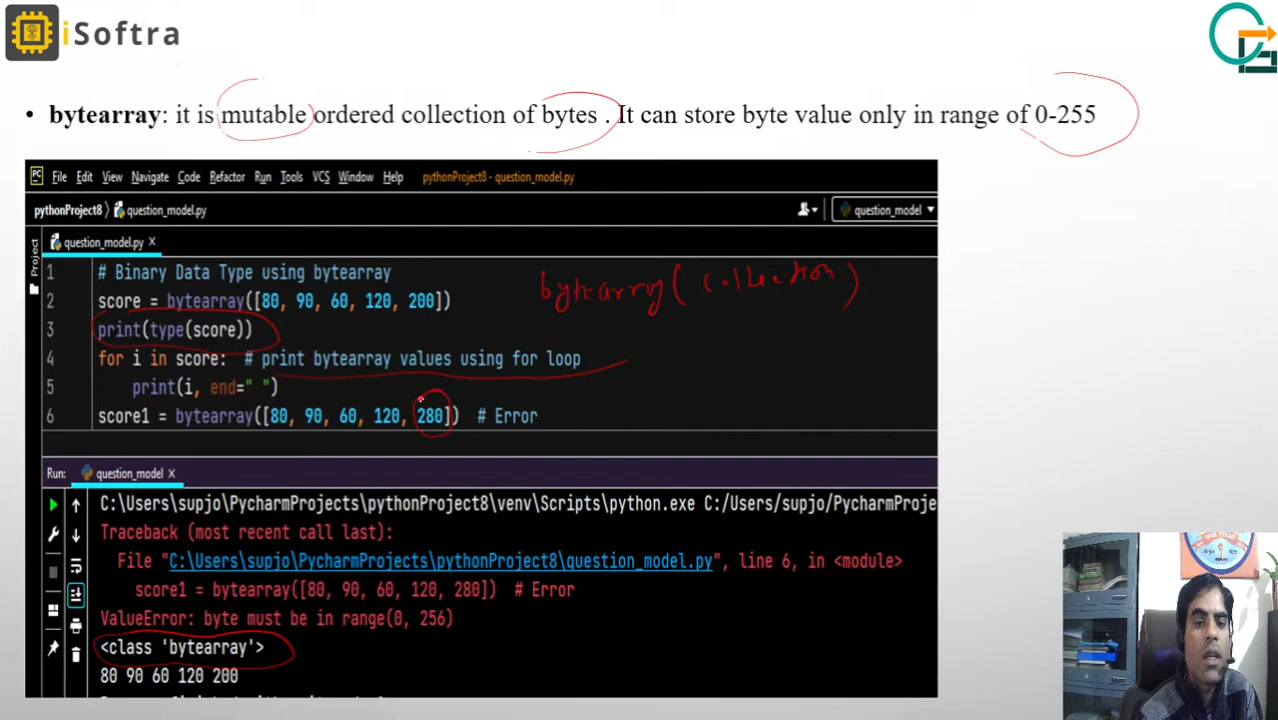 iSoftra
• bytearray: it is mutable ordered collection of bytes . It can store byte value only in range of 0-255
PC File Edit View Navigate Code Refactor Run Tools VCS Window Help pythonProject8 - question_model.py
pythonProject8 question_model.py question_model
Project
question_model.py ×
1 # Binary Data Type using bytearray
bytearray( collection )
2 score = bytearray([80, 90, 60, 120, 200])
3 print(type(score))
4 for i in score: # print bytearray values using for loop
5 print(i, end=" ")
6 score1 = bytearray([80, 90, 60, 120, 280]) # Error
Run: question_model ×
C:\Users\supjo\PycharmProjects\pythonProject8\venv\Scripts\python.exe C:/Users/supjo/PycharmProje
Traceback (most recent call last):
File "C:\Users\supjo\PycharmProjects\pythonProject8\question_model.py", line 6, in <module>
score1 = bytearray([80, 90, 60, 120, 280]) # Error
ValueError: byte must be in range(0, 256)
<class 'bytearray'>
80 90 60 120 200